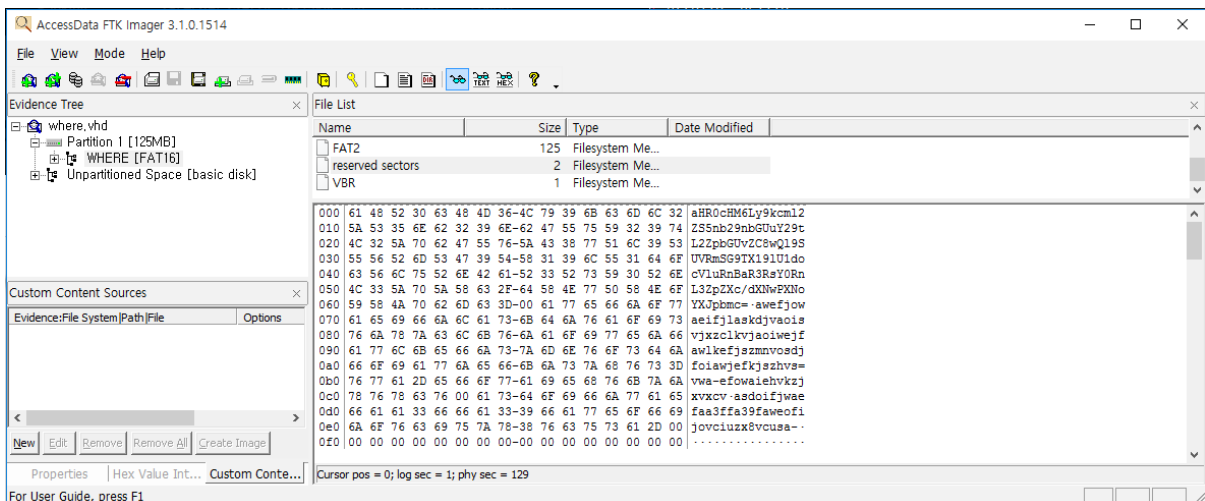 AccessData FTK Imager 3.1.0.1514
File View Mode Help
Evidence Tree
where.vhd
Partition 1 [125MB]
WHERE [FAT16]
Unpartitioned Space [basic disk]
Custom Content Sources
Evidence:File System|Path|File Options
New Edit Remove Remove All Create Image
Properties Hex Value Int... Custom Conte...
File List
Name Size Type Date Modified
FAT2 125 Filesystem Me...
reserved sectors 2 Filesystem Me...
VBR 1 Filesystem Me...
000 61 48 52 30 63 48 4D 36-4C 79 39 6B 63 6D 6C 32 aHR0cHM6Ly9kcml2
010 5A 53 35 6E 62 32 39 6E-62 47 55 75 59 32 39 74 ZS5nb29nbGUuY29t
020 4C 32 5A 70 62 47 55 76-5A 43 38 77 51 6C 39 53 L2ZpbGUvZC8wQl9S
030 55 56 52 6D 53 47 39 54-58 31 39 6C 55 31 64 6F UVRmSG9TX19lU1do
040 63 56 6C 75 52 6E 42 61-52 33 52 73 59 30 52 6E cVluRnBaR3RsY0Rn
050 4C 33 5A 70 5A 58 63 2F-64 58 4E 77 50 58 4E 6F L3ZpZXc/dXNwPXNo
060 59 58 4A 70 62 6D 63 3D-00 61 77 65 66 6A 6F 77 YXJpbmc=·awefjow
070 61 65 69 66 6A 6C 61 73-6B 64 6A 76 61 6F 69 73 aeifjlaskdjvaois
080 76 6A 78 7A 63 6C 6B 76-6A 61 6F 69 77 65 6A 66 vjxzclkvjaoiwejf
090 61 77 6C 6B 65 66 6A 73-7A 6D 6E 76 6F 73 64 6A awlkefjszmnvosdj
0a0 66 6F 69 61 77 6A 65 66-6B 6A 73 7A 68 76 73 3D foiawjefkjszhvs=
0b0 76 77 61 2D 65 66 6F 77-61 69 65 68 76 6B 7A 6A vwa-efowaiehvkzj
0c0 78 76 78 63 76 00 61 73-64 6F 69 66 6A 77 61 65 xvxcv·asdoifjwae
0d0 66 61 61 33 66 66 61 33-39 66 61 77 65 6F 66 69 faa3ffa39faweofi
0e0 6A 6F 76 63 69 75 7A 78-38 76 63 75 73 61 2D 00 jovciuzx8vcusa-·
0f0 00 00 00 00 00 00 00 00-00 00 00 00 00 00 00 00 ················
Cursor pos = 0; log sec = 1; phy sec = 129
For User Guide, press F1